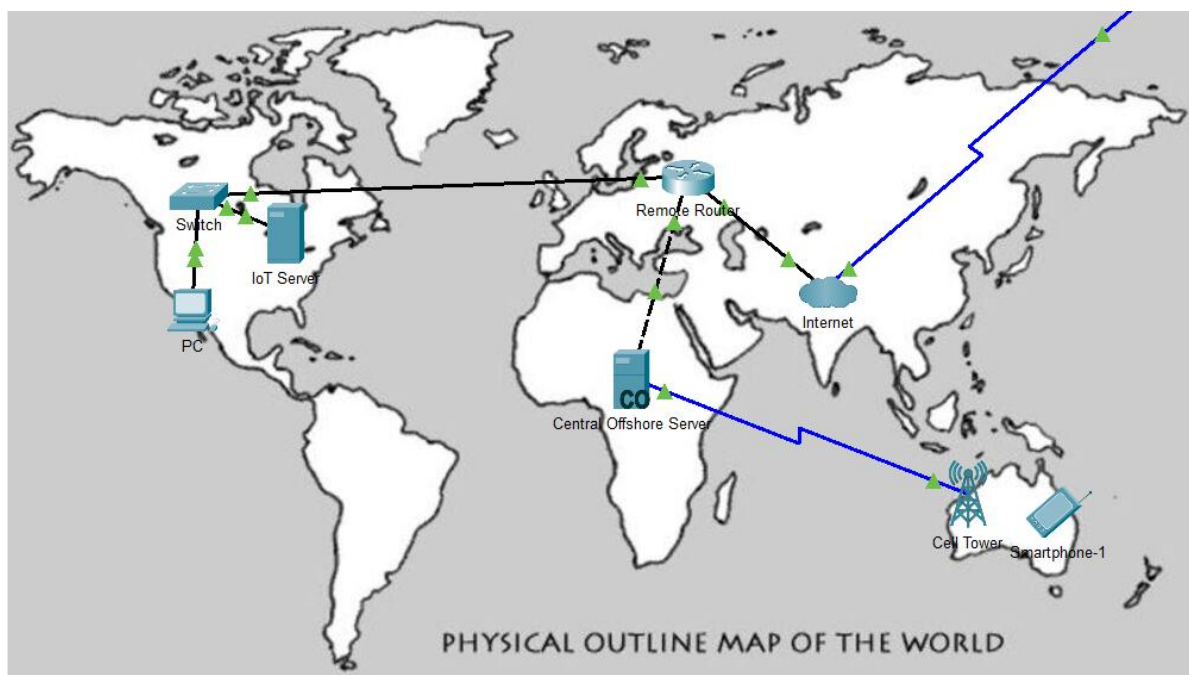 Remote Router
Switch
IoT Server
Internet
PC
CO
Central Offshore Server
Cell Tower
Smartphone-1
PHYSICAL OUTLINE MAP OF THE WORLD